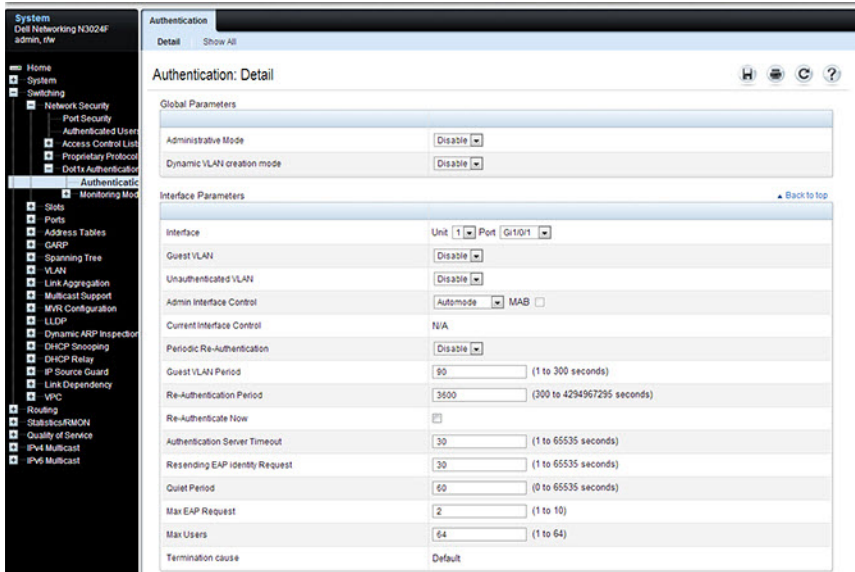 System
Dell Networking N3024F
admin, r/w
Home
System
Switching
Network Security
Port Security
Authenticated Users
Access Control List
Proprietary Protocol
Dot1x Authentication
Authenticatic
Monitoring Mod
Slots
Ports
Address Tables
GARP
Spanning Tree
VLAN
Link Aggregation
Multicast Support
MVR Configuration
LLDP
Dynamic ARP Inspection
DHCP Snooping
DHCP Relay
IP Source Guard
Link Dependency
VPC
Routing
Statistics/RMON
Quality of Service
IPv4 Multicast
IPv6 Multicast
Authentication
Detail Show All
Authentication: Detail
Global Parameters
Administrative Mode Disable
Dynamic VLAN creation mode Disable
Interface Parameters Back to top
Interface Unit 1 Port Gi1/0/1
Guest VLAN Disable
Unauthenticated VLAN Disable
Admin Interface Control Automode MAB
Current Interface Control N/A
Periodic Re-Authentication Disable
Guest VLAN Period 90 (1 to 300 seconds)
Re-Authentication Period 3600 (300 to 4294967295 seconds)
Re-Authenticate Now
Authentication Server Timeout 30 (1 to 65535 seconds)
Resending EAP identity Request 30 (1 to 65535 seconds)
Quiet Period 60 (0 to 65535 seconds)
Max EAP Request 2 (1 to 10)
Max Users 64 (1 to 64)
Termination cause Default